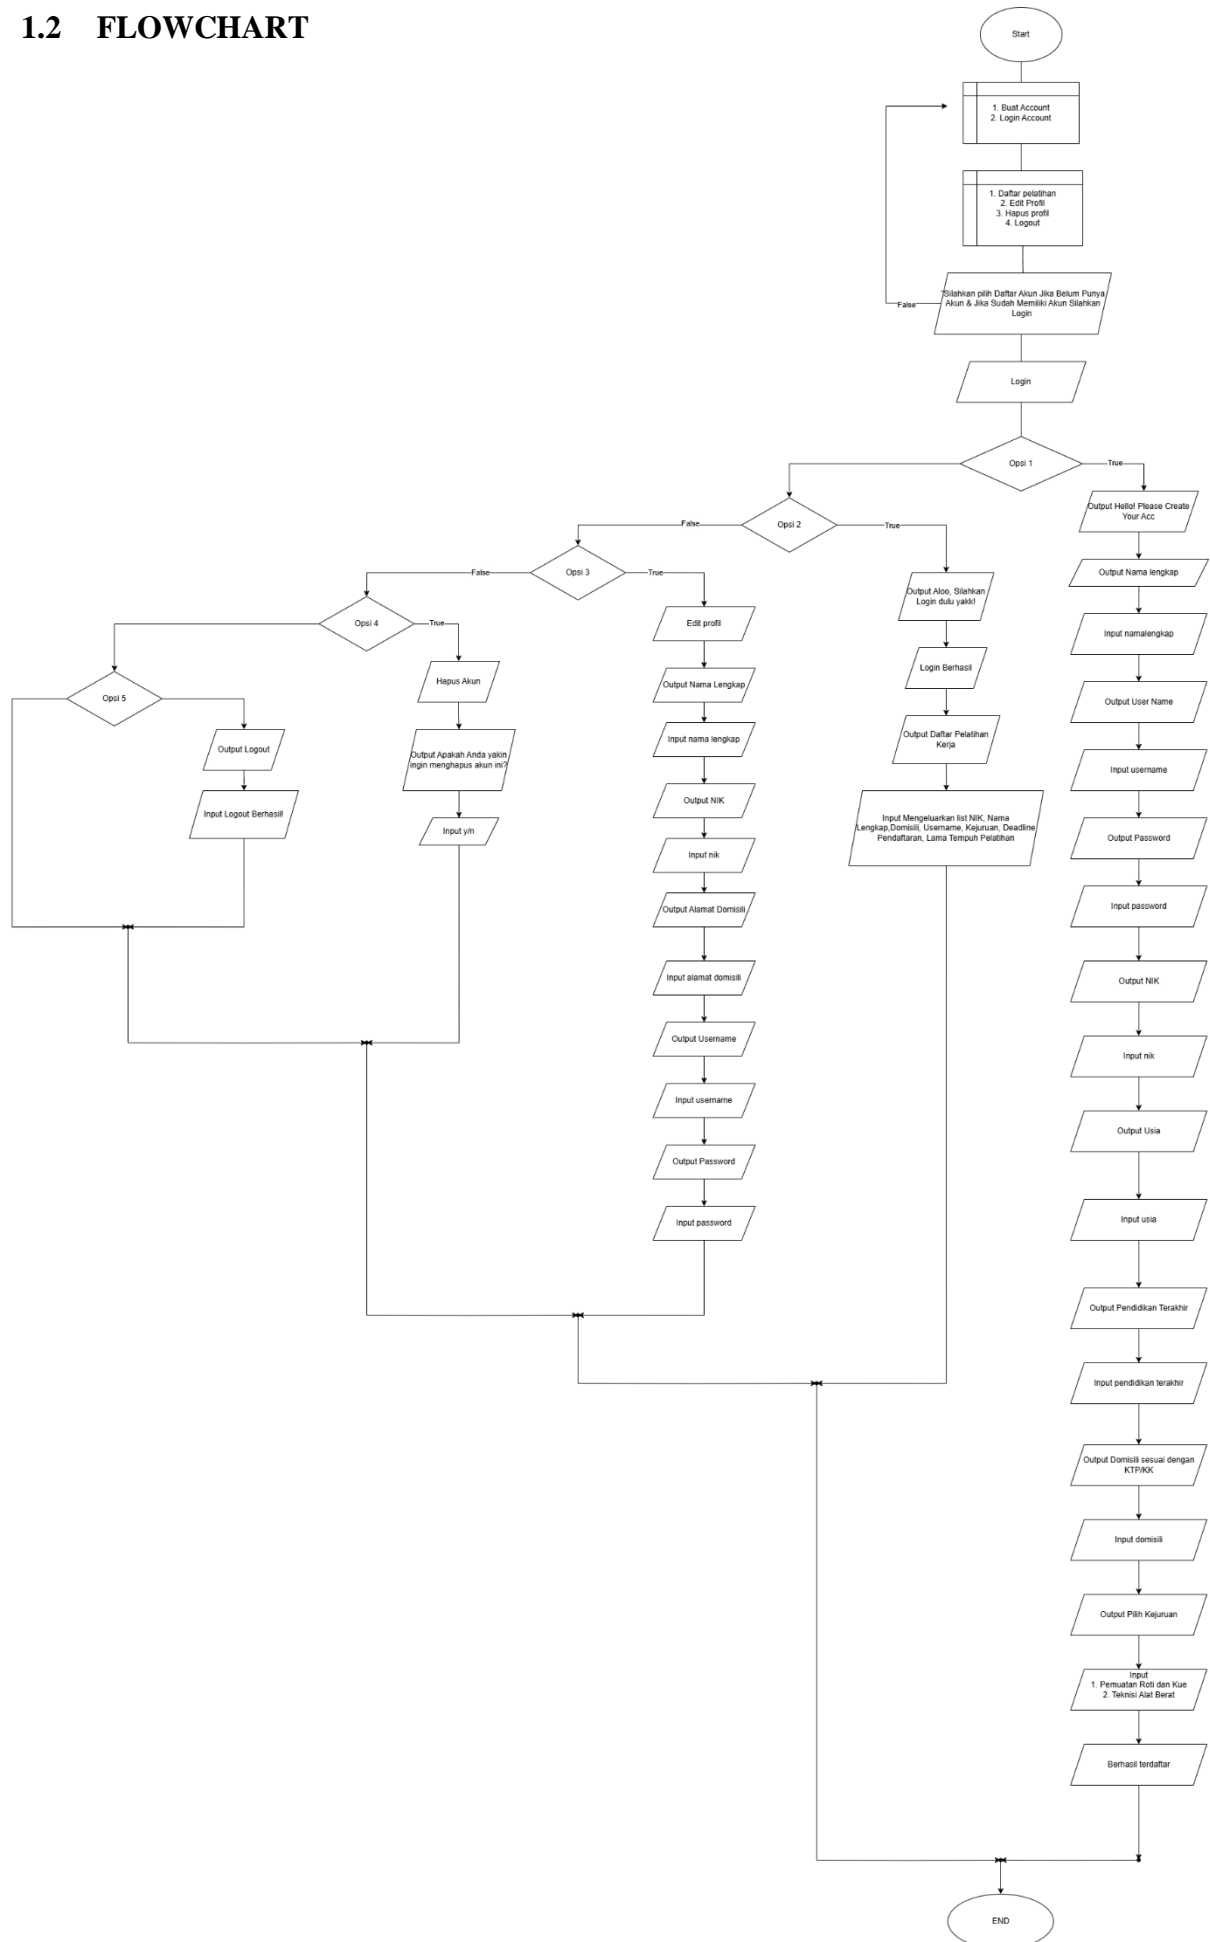 1.2 FLOWCHART
Start
1. Buat Account
2. Login Account
1. Daftar pelatihan
2. Edit Profil
3. Hapus profil
4. Logout
"Silahkan pilih Daftar Akun Jika Belum Punya
Akun & Jika Sudah Memiliki Akun Silahkan
Login
False
Login
Opsi 1
True
Output Hello! Please Create
Your Acc
Output Nama lengkap
Input namalengkap
Output User Name
Input username
Output Password
Input password
Output NIK
Input nik
Output Usia
Input usia
Output Pendidikan Terakhir
Input pendidikan terakhir
Output Domisili sesuai dengan
KTP/KK
Input domisili
Output Pilih Kejuruan
Input
1. Pemuatan Roti dan Kue
2. Teknisi Alat Berat
Berhasil terdaftar
Opsi 2
True
Output Aloo, Silahkan
Login dulu yakk!
Login Berhasil
Output Daftar Pelatihan
Kerja
Input Mengeluarkan list NIK, Nama
Lengkap,Domisili, Username, Kejuruan, Deadline
Pendaftaran, Lama Tempuh Pelatihan
False
Opsi 3
True
Edit profil
Output Nama Lengkap
Input nama lengkap
Output NIK
Input nik
Output Alamat Domisili
Input alamat domisili
Output Username
Input username
Output Password
Input password
False
Opsi 4
True
Hapus Akun
Output Apakah Anda yakin
ingin menghapus akun ini?
Input y/n
Opsi 5
Output Logout
Input Logout Berhasil!
END